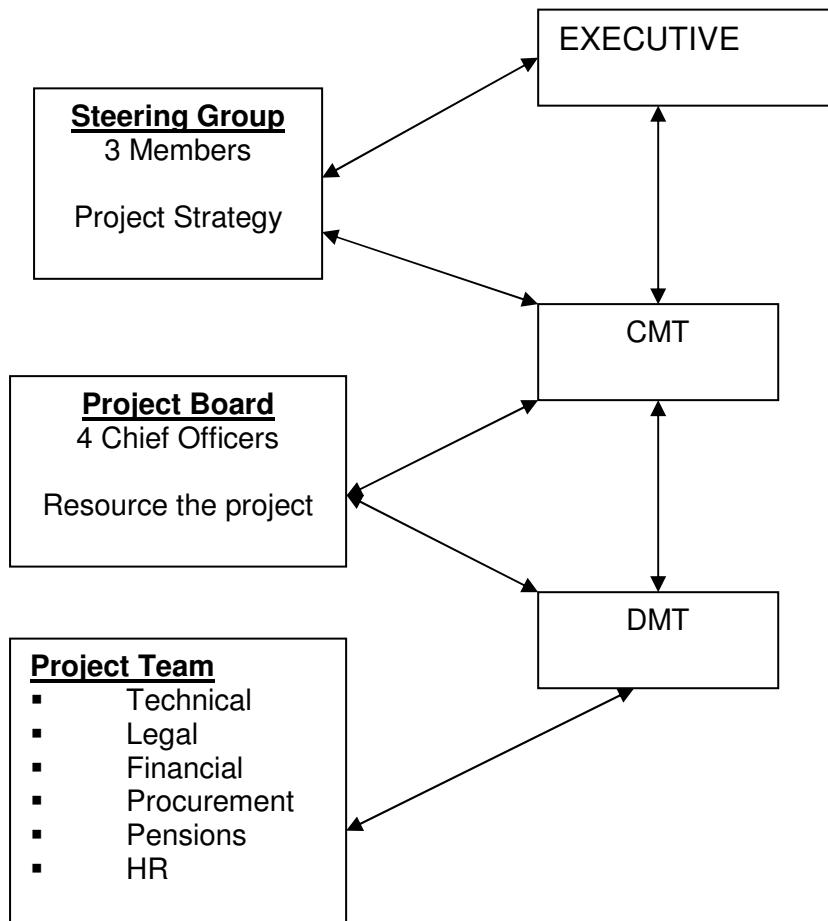 EXECUTIVE
Steering Group
3 Members
Project Strategy
CMT
Project Board
4 Chief Officers
Resource the project
DMT
Project Team
▪ Technical
▪ Legal
▪ Financial
▪ Procurement
▪ Pensions
▪ HR